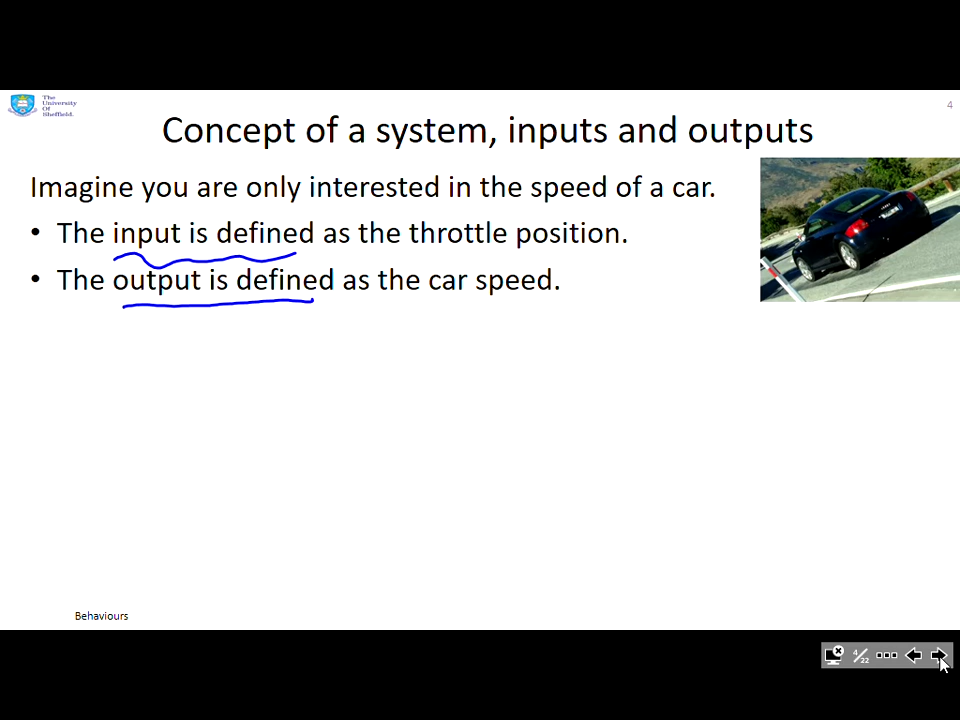 The
University
Of
Sheffield.
4
Concept of a system, inputs and outputs
Imagine you are only interested in the speed of a car.
• The input is defined as the throttle position.
• The output is defined as the car speed.
Behaviours
4/22